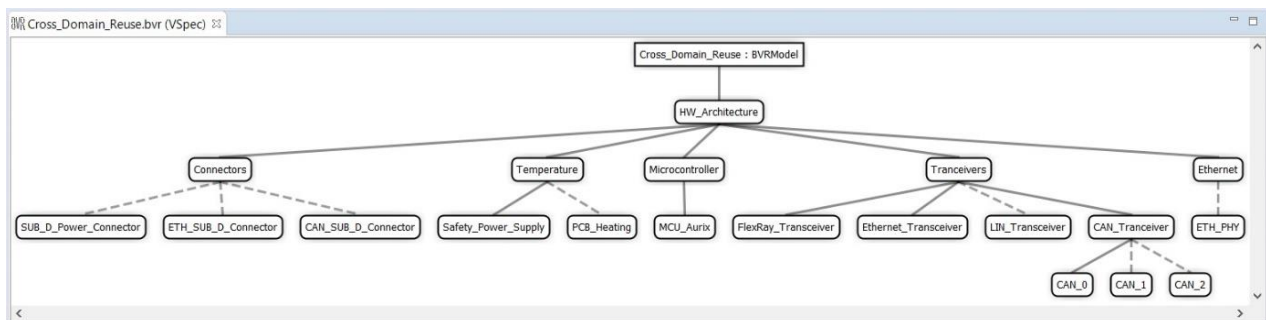 Cross_Domain_Reuse.bvr (VSpec)
Cross_Domain_Reuse : BVRModel
HW_Architecture
Connectors Temperature Microcontroller Tranceivers Ethernet
SUB_D_Power_Connector ETH_SUB_D_Connector CAN_SUB_D_Connector Safety_Power_Supply PCB_Heating MCU_Aurix FlexRay_Transceiver Ethernet_Transceiver LIN_Transceiver CAN_Tranceiver ETH_PHY
CAN_0 CAN_1 CAN_2